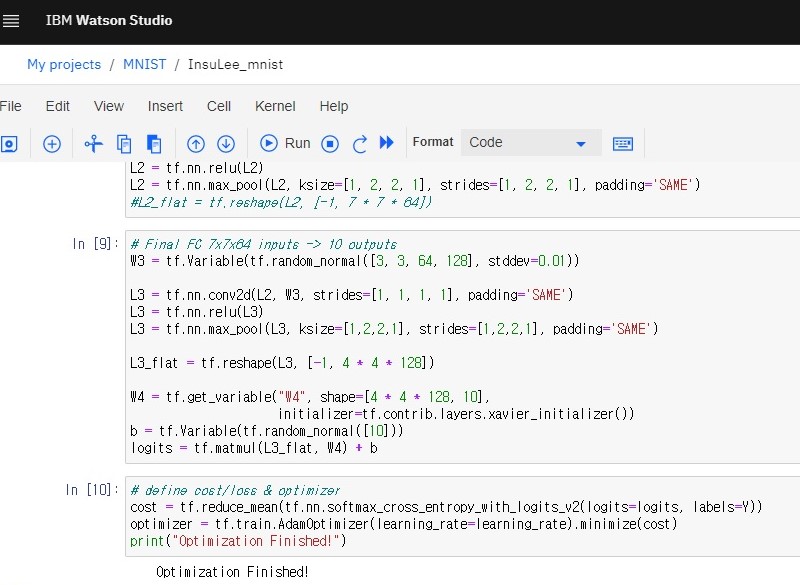 IBM Watson Studio
My projects / MNIST / InsuLee_mnist
File Edit View Insert Cell Kernel Help
Run Format Code
L2 = tf.nn.relu(L2)
L2 = tf.nn.max_pool(L2, ksize=[1, 2, 2, 1], strides=[1, 2, 2, 1], padding='SAME')
#L2_flat = tf.reshape(L2, [-1, 7 * 7 * 64])
In [9]: # Final FC 7x7x64 inputs -> 10 outputs
W3 = tf.Variable(tf.random_normal([3, 3, 64, 128], stddev=0.01))
L3 = tf.nn.conv2d(L2, W3, strides=[1, 1, 1, 1], padding='SAME')
L3 = tf.nn.relu(L3)
L3 = tf.nn.max_pool(L3, ksize=[1,2,2,1], strides=[1,2,2,1], padding='SAME')
L3_flat = tf.reshape(L3, [-1, 4 * 4 * 128])
W4 = tf.get_variable("W4", shape=[4 * 4 * 128, 10],
initializer=tf.contrib.layers.xavier_initializer())
b = tf.Variable(tf.random_normal([10]))
logits = tf.matmul(L3_flat, W4) + b
In [10]: # define cost/loss & optimizer
cost = tf.reduce_mean(tf.nn.softmax_cross_entropy_with_logits_v2(logits=logits, labels=Y))
optimizer = tf.train.AdamOptimizer(learning_rate=learning_rate).minimize(cost)
print("Optimization Finished!")
Optimization Finished!